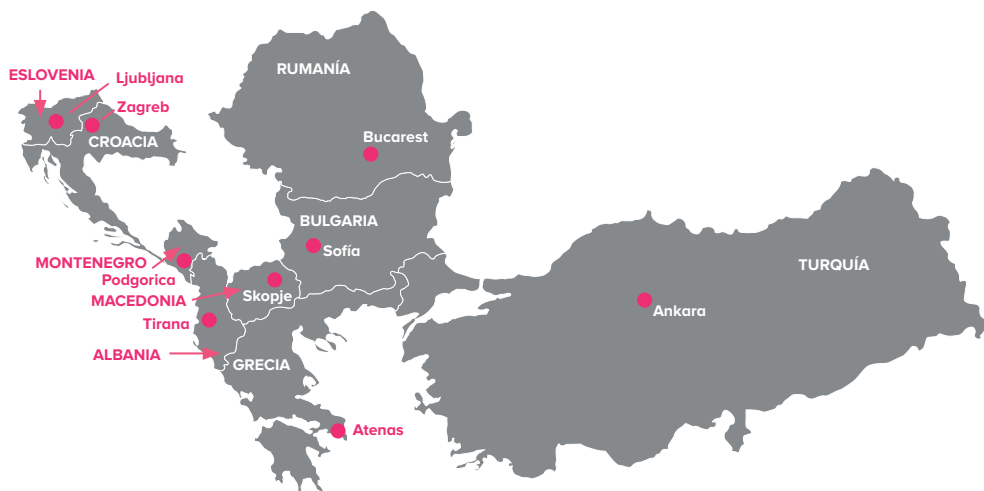 RUMANÍA
ESLOVENIA
Ljubljana
Zagreb
CROACIA
Bucarest
BULGARIA
Sofía
MONTENEGRO
Podgorica
TURQUÍA
MACEDONIA
Skopje
Ankara
Tirana
ALBANIA
GRECIA
Atenas